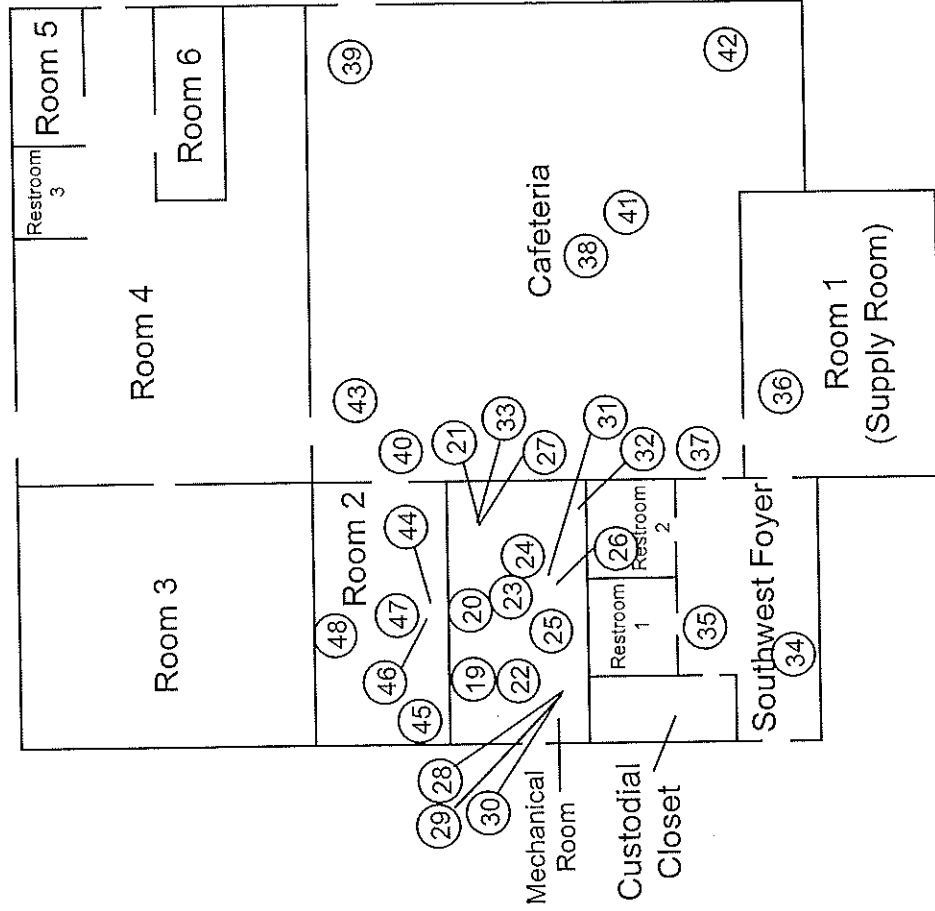 Room 5
Restroom
3
Room 6
Room 4
Room 3
39
43
40
Room 2
48
47
44
46
45
21
33
27
20
19
24
23
22
25
28
29
30
31
26
32
Mechanical
Room
Cafeteria
38
41
42
Restroom
1
Restroom
2
37
35
Custodial
Closet
Southwest Foyer
34
36
Room 1
(Supply Room)